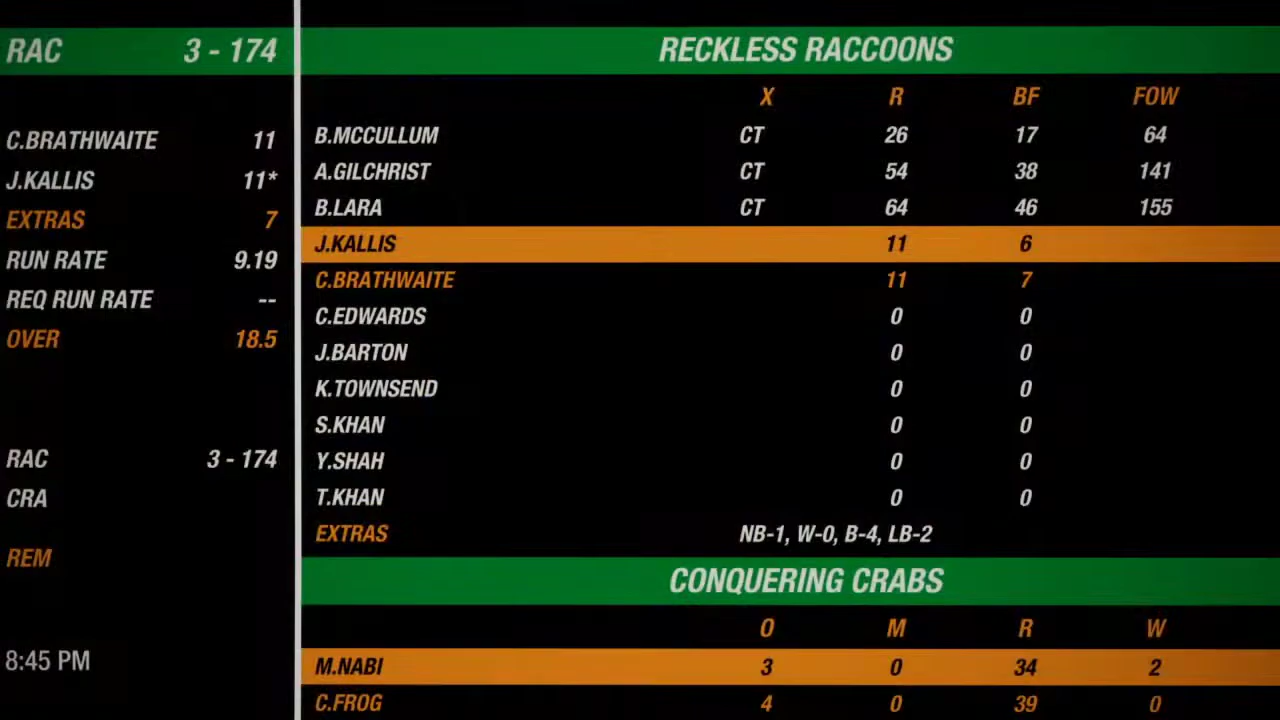 RAC 3 - 174
C.BRATHWAITE 11
J.KALLIS 11*
EXTRAS 7
RUN RATE 9.19
REQ RUN RATE --
OVER 18.5
RAC 3 - 174
CRA
REM
8:45 PM
RECKLESS RACCOONS
X R BF FOW
B.MCCULLUM CT 26 17 64
A.GILCHRIST CT 54 38 141
B.LARA CT 64 46 155
J.KALLIS 11 6
C.BRATHWAITE 11 7
C.EDWARDS 0 0
J.BARTON 0 0
K.TOWNSEND 0 0
S.KHAN 0 0
Y.SHAH 0 0
T.KHAN 0 0
EXTRAS NB-1, W-0, B-4, LB-2
CONQUERING CRABS
O M R W
M.NABI 3 0 34 2
C.FROG 4 0 39 0